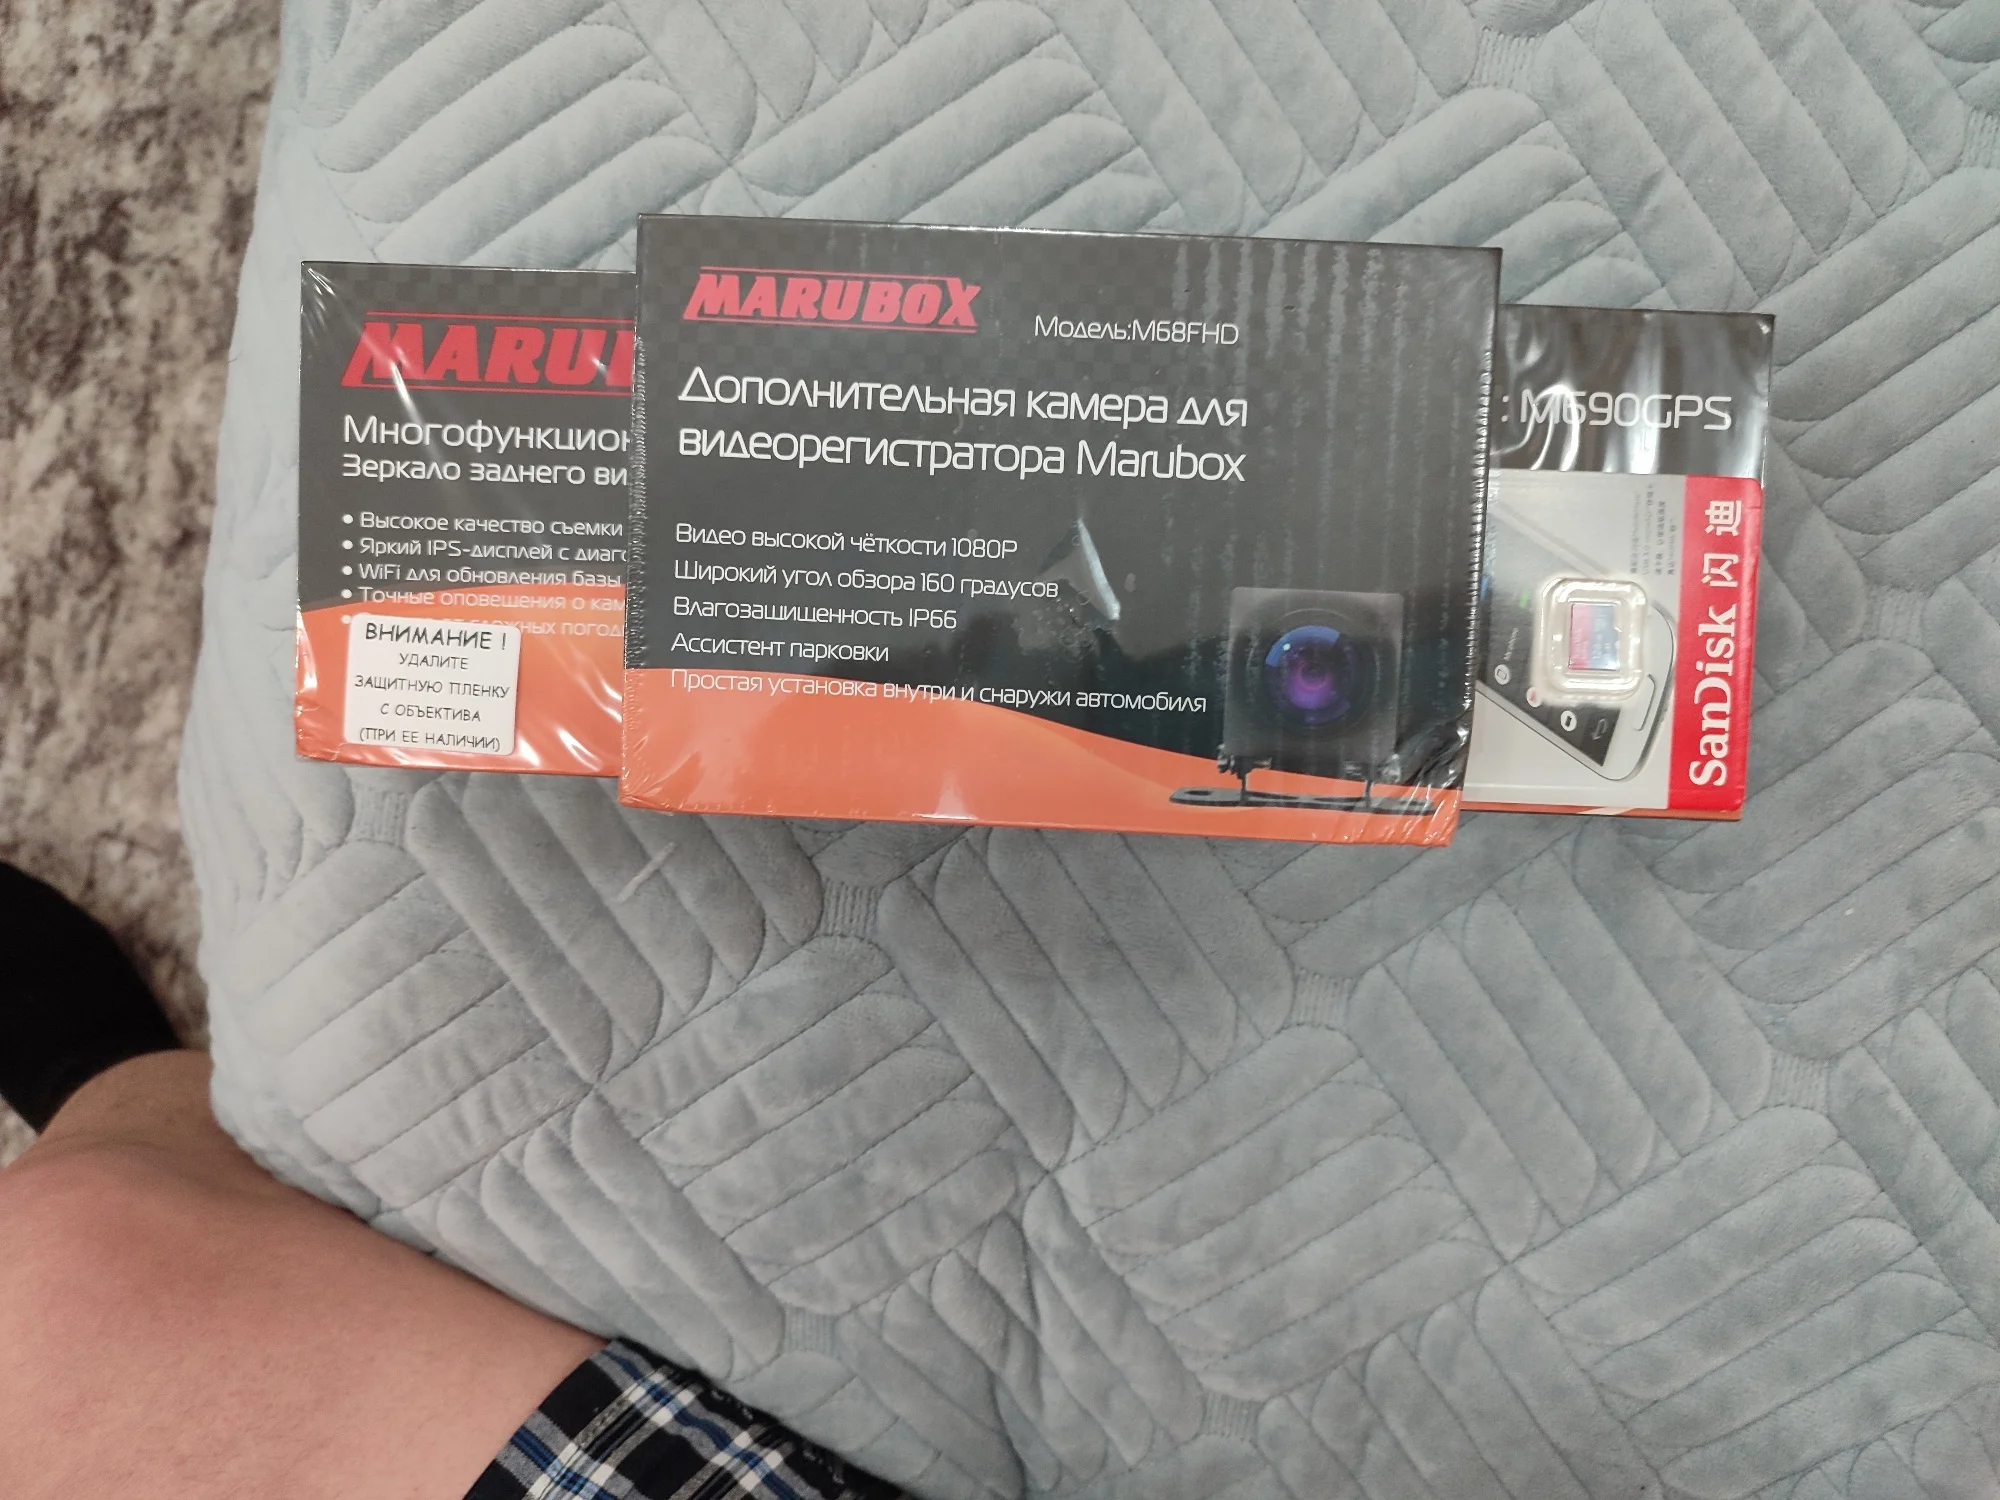 MARUBOX
Модель:M68FHD
Дополнительная камера для
видеорегистратора Marubox
Видео высокой чёткости 1080P
Широкий угол обзора 160 градусов
Влагозащищенность IP66
Ассистент парковки
Простая установка внутри и снаружи автомобиля
MARU
Многофункцион
Зеркало заднего ви
• Высокое качество съемки
• Яркий IPS-дисплей с диаго
• WiFi для обновления базы
• Точные оповещения о кам
ВНИМАНИЕ !
УДАЛИТЕ
ЗАЩИТНУЮ ПЛЕНКУ
С ОБЪЕКТИВА
(ПРИ ЕЕ НАЛИЧИИ)
: M690GPS
SanDisk 闪迪